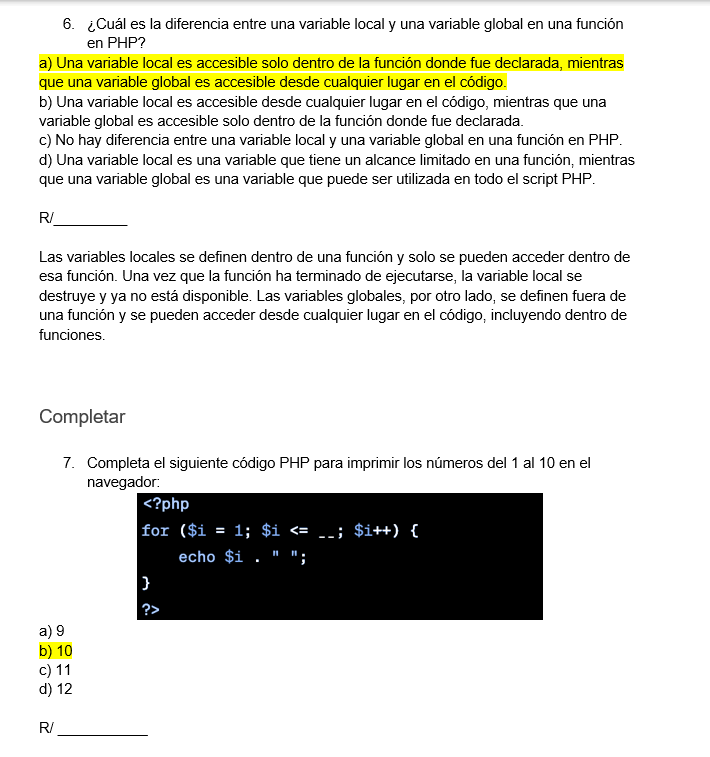 6. ¿Cuál es la diferencia entre una variable local y una variable global en una función
en PHP?
a) Una variable local es accesible solo dentro de la función donde fue declarada, mientras
que una variable global es accesible desde cualquier lugar en el código.
b) Una variable local es accesible desde cualquier lugar en el código, mientras que una
variable global es accesible solo dentro de la función donde fue declarada.
c) No hay diferencia entre una variable local y una variable global en una función en PHP.
d) Una variable local es una variable que tiene un alcance limitado en una función, mientras
que una variable global es una variable que puede ser utilizada en todo el script PHP.
R/_________
Las variables locales se definen dentro de una función y solo se pueden acceder dentro de
esa función. Una vez que la función ha terminado de ejecutarse, la variable local se
destruye y ya no está disponible. Las variables globales, por otro lado, se definen fuera de
una función y se pueden acceder desde cualquier lugar en el código, incluyendo dentro de
funciones.
Completar
7. Completa el siguiente código PHP para imprimir los números del 1 al 10 en el
navegador:
<?php
for ($i = 1; $i <= __; $i++) {
    echo $i . " ";
}
?>
a) 9
b) 10
c) 11
d) 12
R/ ___________